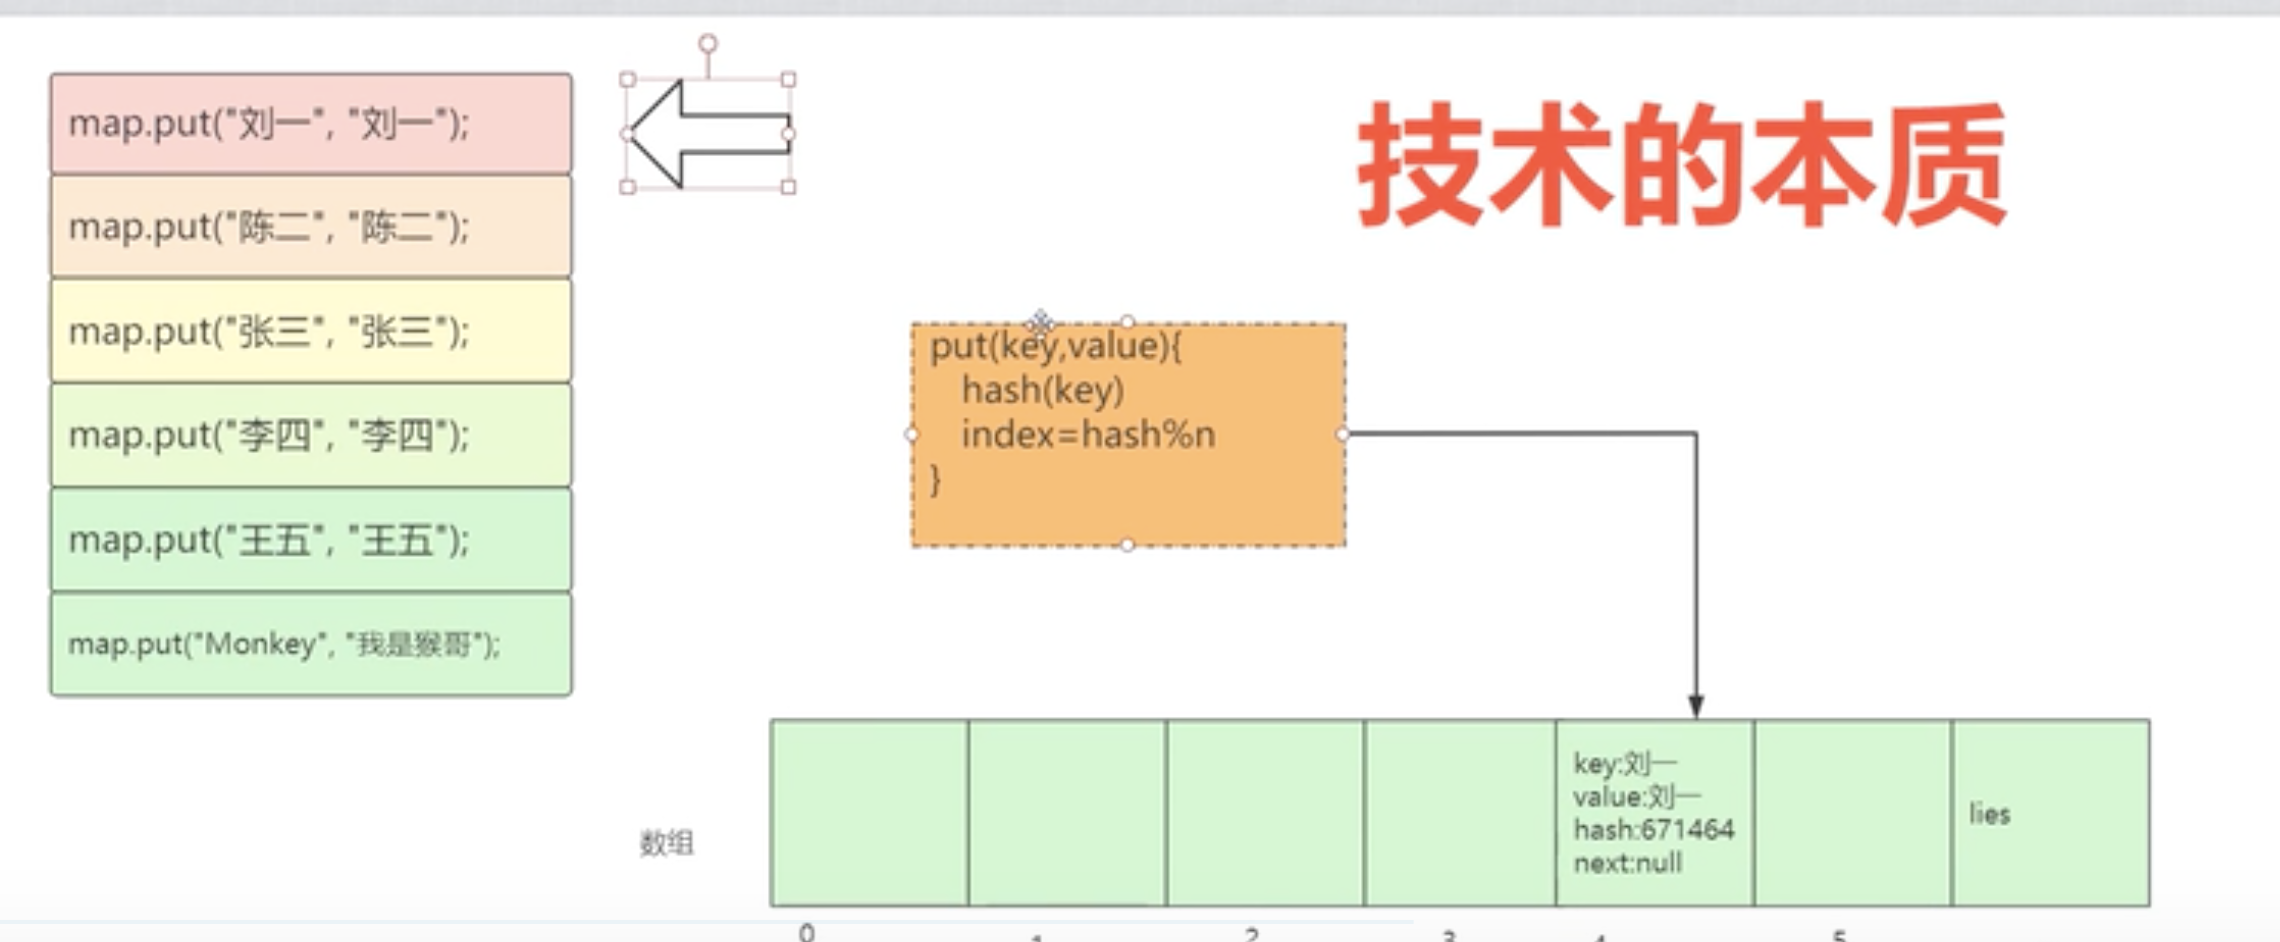 map.put("刘一", "刘一");
map.put("陈二", "陈二");
map.put("张三", "张三");
map.put("李四", "李四");
map.put("王五", "王五");
map.put("Monkey", "我是猴哥");
技术的本质
put(key,value){
hash(key)
index=hash%n
}
数组
key:刘一
value:刘一
hash:671464
next:null
lies
0 1 2 3 4 5